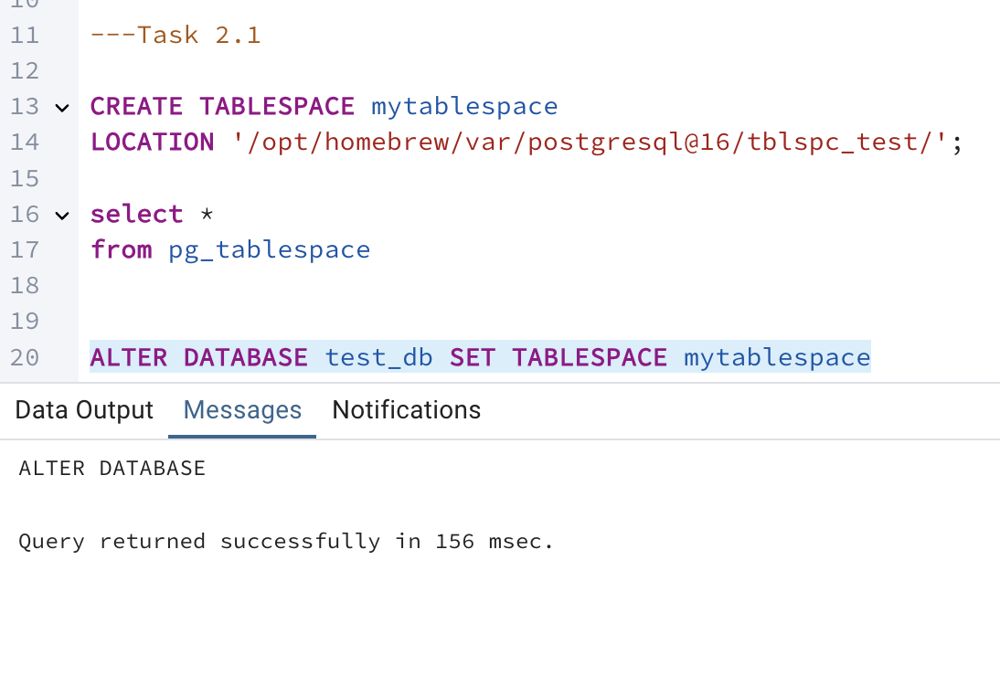 10
11 ---Task 2.1
12
13 CREATE TABLESPACE mytablespace
14 LOCATION '/opt/homebrew/var/postgresql@16/tblspc_test/';
15
16 select *
17 from pg_tablespace
18
19
20 ALTER DATABASE test_db SET TABLESPACE mytablespace
Data Output Messages Notifications
ALTER DATABASE
Query returned successfully in 156 msec.